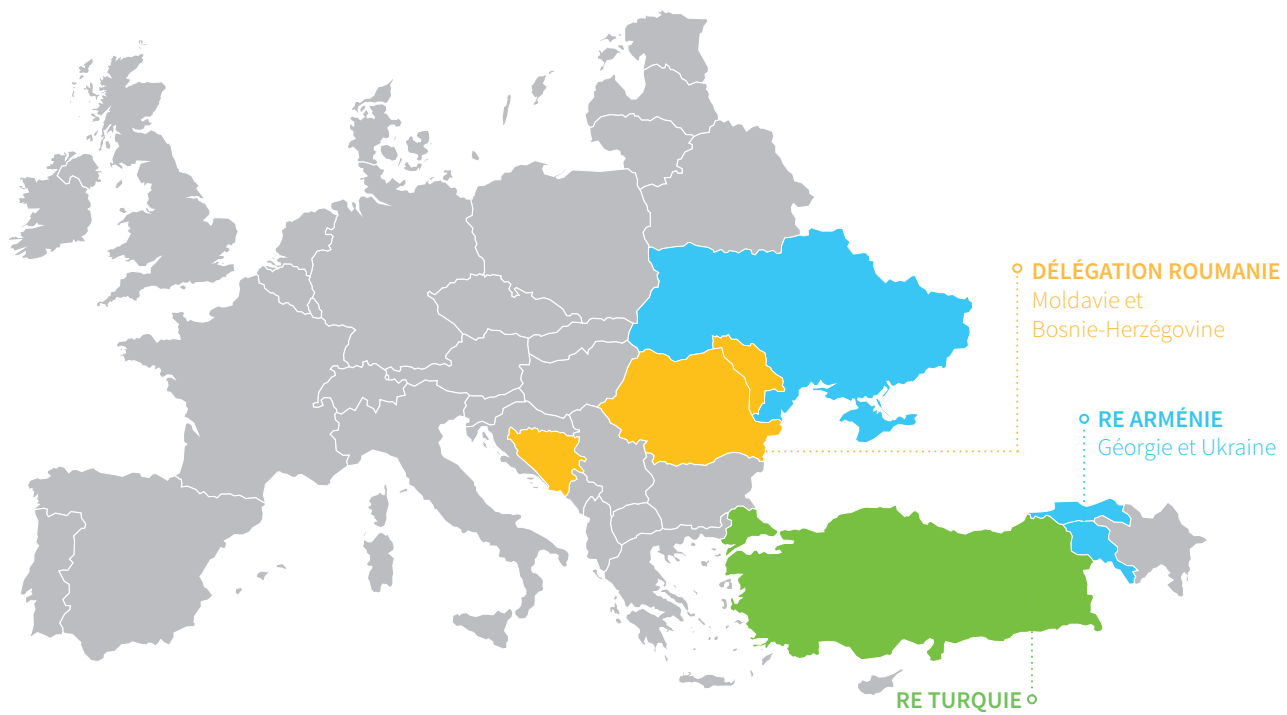 DÉLÉGATION ROUMANIE
Moldavie et
Bosnie-Herzégovine
RE ARMÉNIE
Géorgie et Ukraine
RE TURQUIE